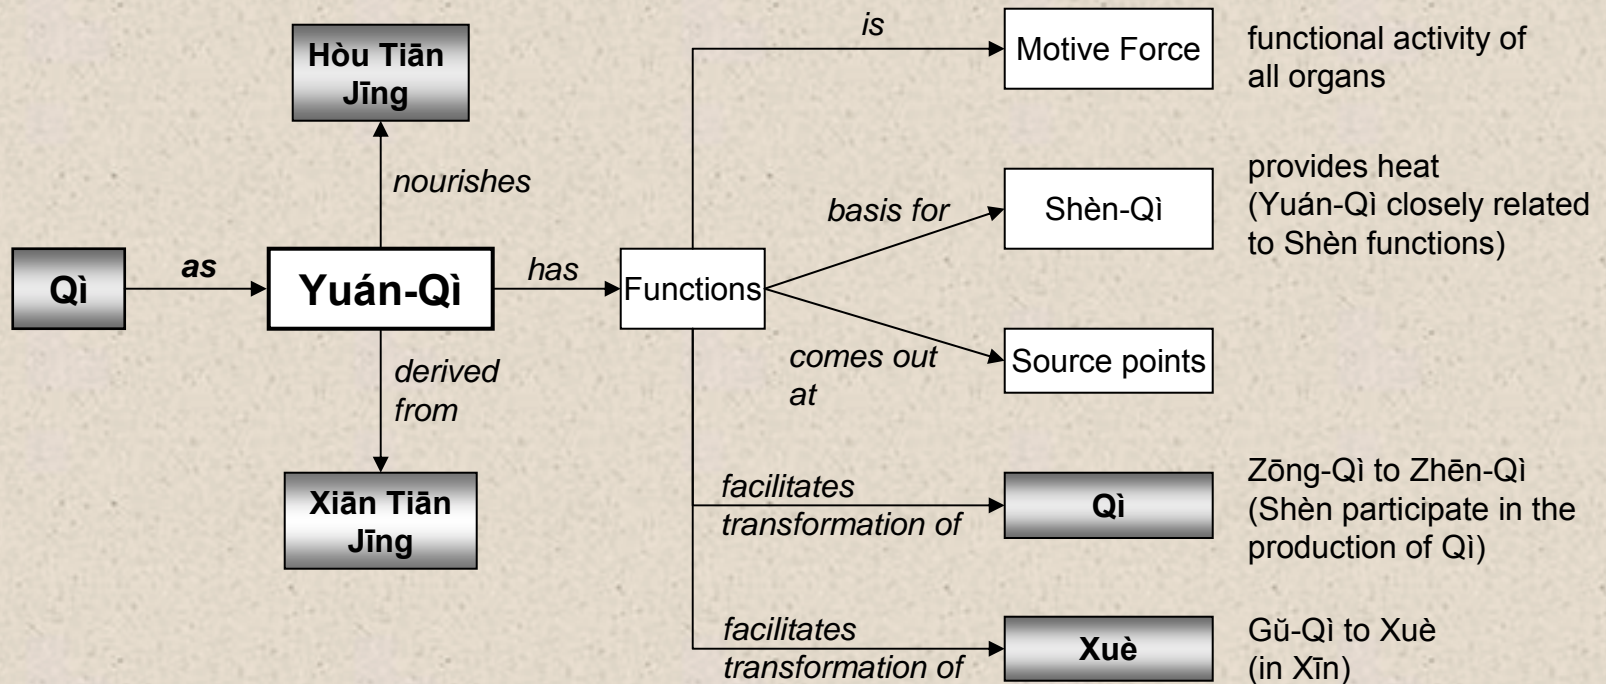 Qì
as
Hòu Tiān
Jīng
nourishes
Yuán-Qì
derived
from
Xiān Tiān
Jīng
has
Functions
is
Motive Force
functional activity of
all organs
basis for
Shèn-Qì
provides heat
(Yuán-Qì closely related
to Shèn functions)
comes out
at
Source points
facilitates
transformation of
Qì
Zōng-Qì to Zhēn-Qì
(Shèn participate in the
production of Qì)
facilitates
transformation of
Xuè
Gŭ-Qì to Xuè
(in Xīn)